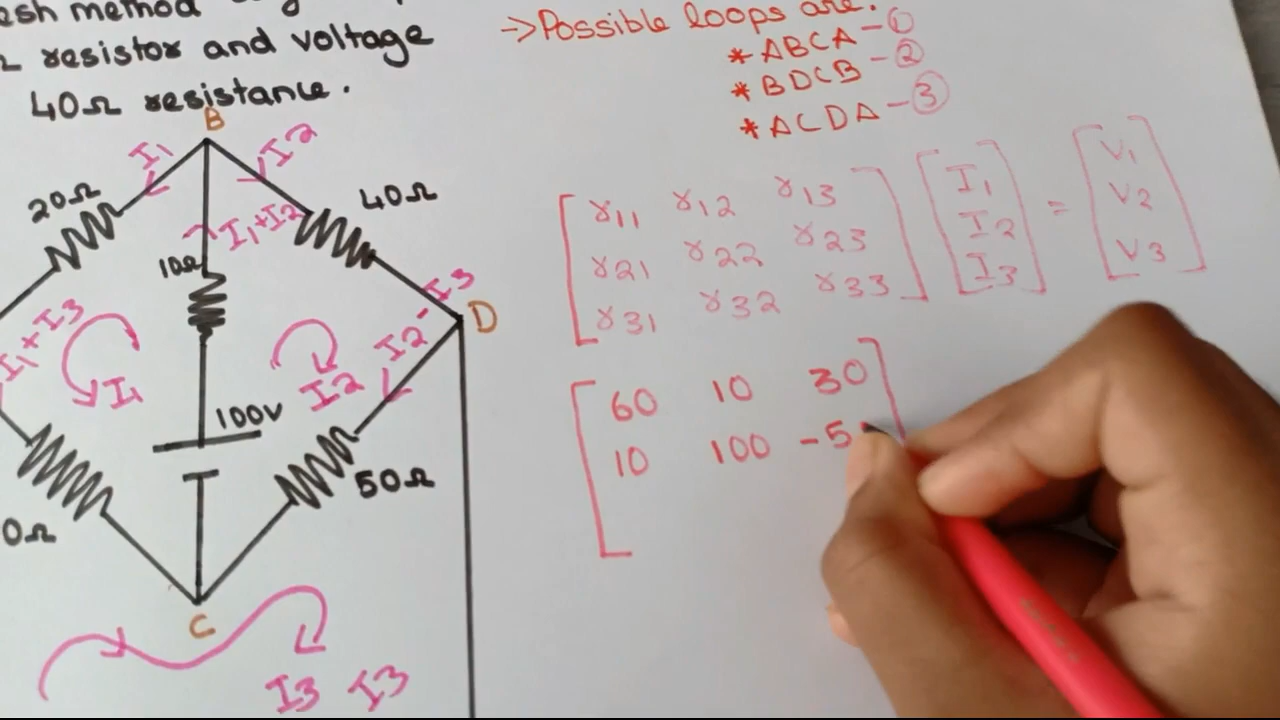 esh method
Ω resistor and voltage
40Ω resistance.
→Possible loops are:
*ABCA-①
*BDCB-②
*ACDA-③
B
I1
I2
20Ω
40Ω
I1+I2
10Ω
I1+I3
I3
D
I2-
I1
I2
100V
50Ω
0Ω
C
I3 I3
r11 r12 r13
r21 r22 r23
r31 r32 r33
I1
I2
I3
=
V1
V2
V3
60 10 30
10 100 -5